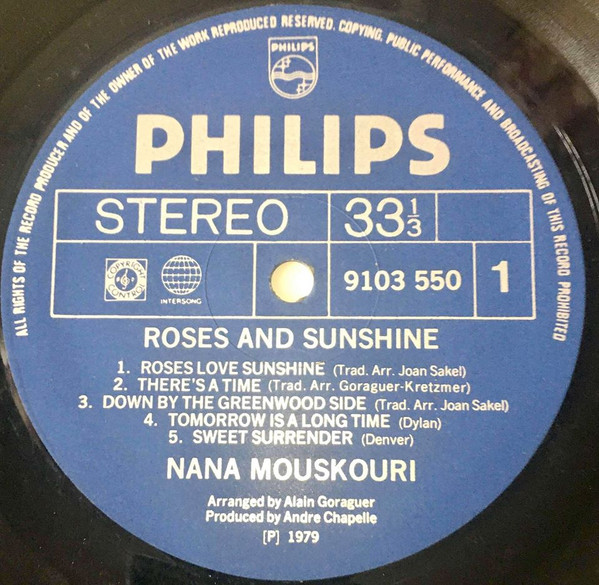 ALL RIGHTS OF THE RECORD PRODUCER AND OF THE OWNER OF THE WORK REPRODUCED RESERVED. COPYING, PUBLIC PERFORMANCE AND BROADCASTING OF THIS RECORD PROHIBITED
PHILIPS
PHILIPS
STEREO 33 1/3
COPYRIGHT CONTROL
INTERSONG
9103 550 1
ROSES AND SUNSHINE
1. ROSES LOVE SUNSHINE (Trad. Arr. Joan Sakel)
2. THERE'S A TIME (Trad. Arr. Goraguer-Kretzmer)
3. DOWN BY THE GREENWOOD SIDE (Trad. Arr. Joan Sakel)
4. TOMORROW IS A LONG TIME (Dylan)
5. SWEET SURRENDER (Denver)
NANA MOUSKOURI
Arranged by Alain Goraguer
Produced by Andre Chapelle
[P] 1979